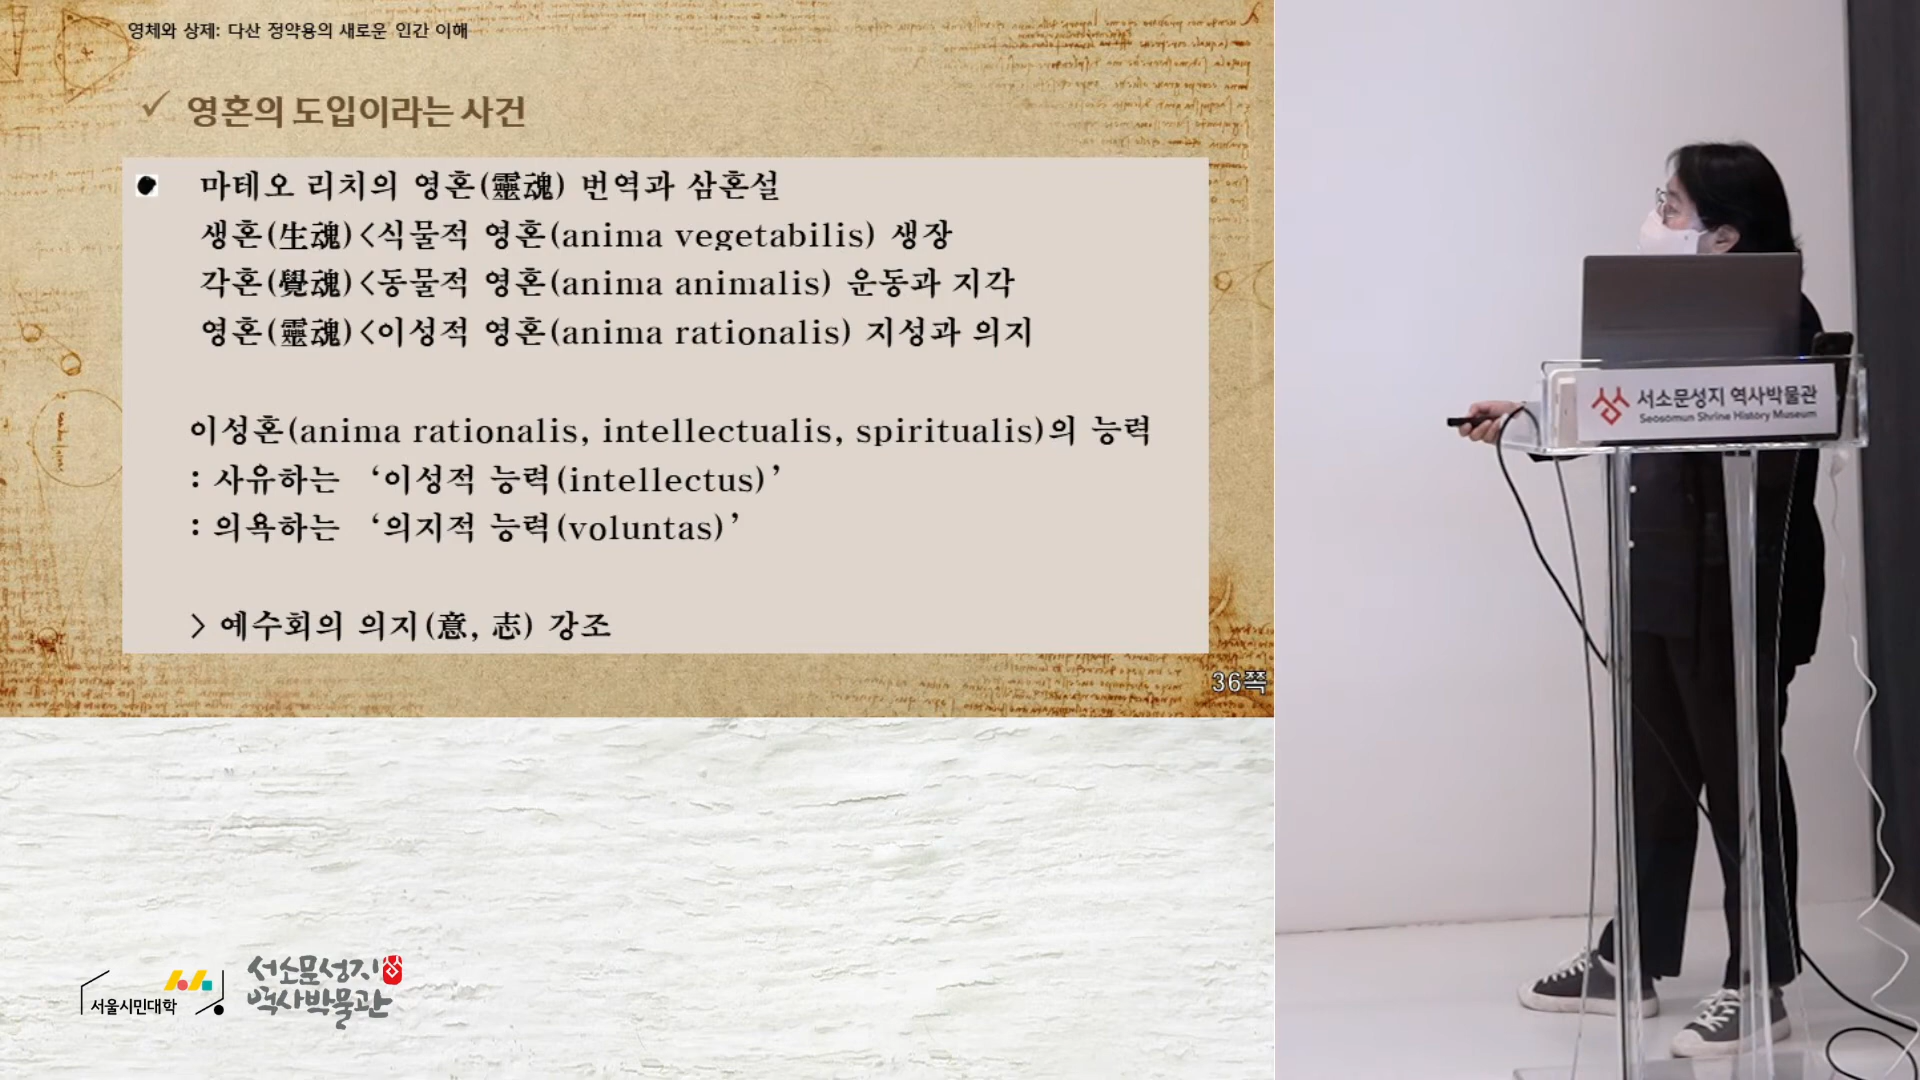 영체와 상제: 다산 정약용의 새로운 인간 이해
✓ 영혼의 도입이라는 사건
마테오 리치의 영혼(靈魂) 번역과 삼혼설
생혼(生魂)<식물적 영혼(anima vegetabilis) 생장
각혼(覺魂)<동물적 영혼(anima animalis) 운동과 지각
영혼(靈魂)<이성적 영혼(anima rationalis) 지성과 의지
이성혼(anima rationalis, intellectualis, spiritualis)의 능력
: 사유하는 ‘이성적 능력(intellectus)’
: 의욕하는 ‘의지적 능력(voluntas)’
> 예수회의 의지(意, 志) 강조
36쪽
서소문성지 역사박물관
Seosomun Shrine History Museum
서울시민대학
서소문성지
역사박물관